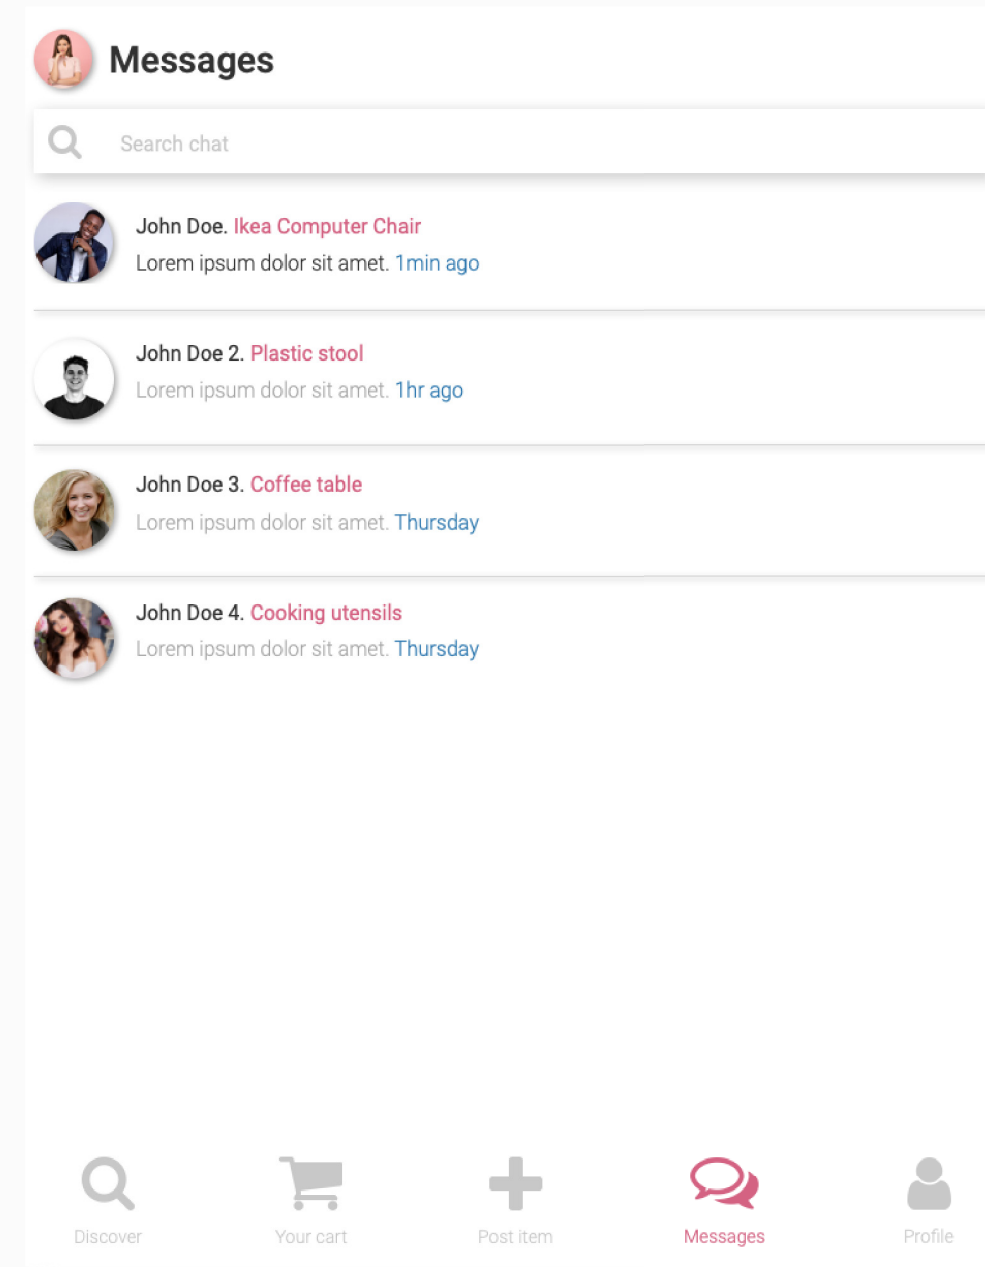 Messages
Search chat
John Doe. Ikea Computer Chair
Lorem ipsum dolor sit amet. 1min ago
John Doe 2. Plastic stool
Lorem ipsum dolor sit amet. 1hr ago
John Doe 3. Coffee table
Lorem ipsum dolor sit amet. Thursday
John Doe 4. Cooking utensils
Lorem ipsum dolor sit amet. Thursday
Discover Your cart Post item Messages Profile